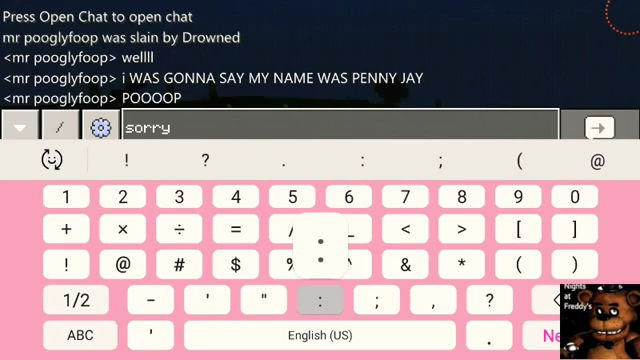 Press Open Chat to open chat
mr pooglyfoop was slain by Drowned
<mr pooglyfoop> wellll
<mr pooglyfoop> i WAS GONNA SAY MY NAME WAS PENNY JAY
<mr pooglyfoop> POOOOP
/ sorry
! ? . : ; ( @
1 2 3 4 5 6 7 8 9 0
+ × ÷ = / _ < > [ ]
! @ # $ % ^ & * ( )
1/2 - ' " : ; , ?
ABC ' English (US) . Ne
:
Nights
at
Freddy's